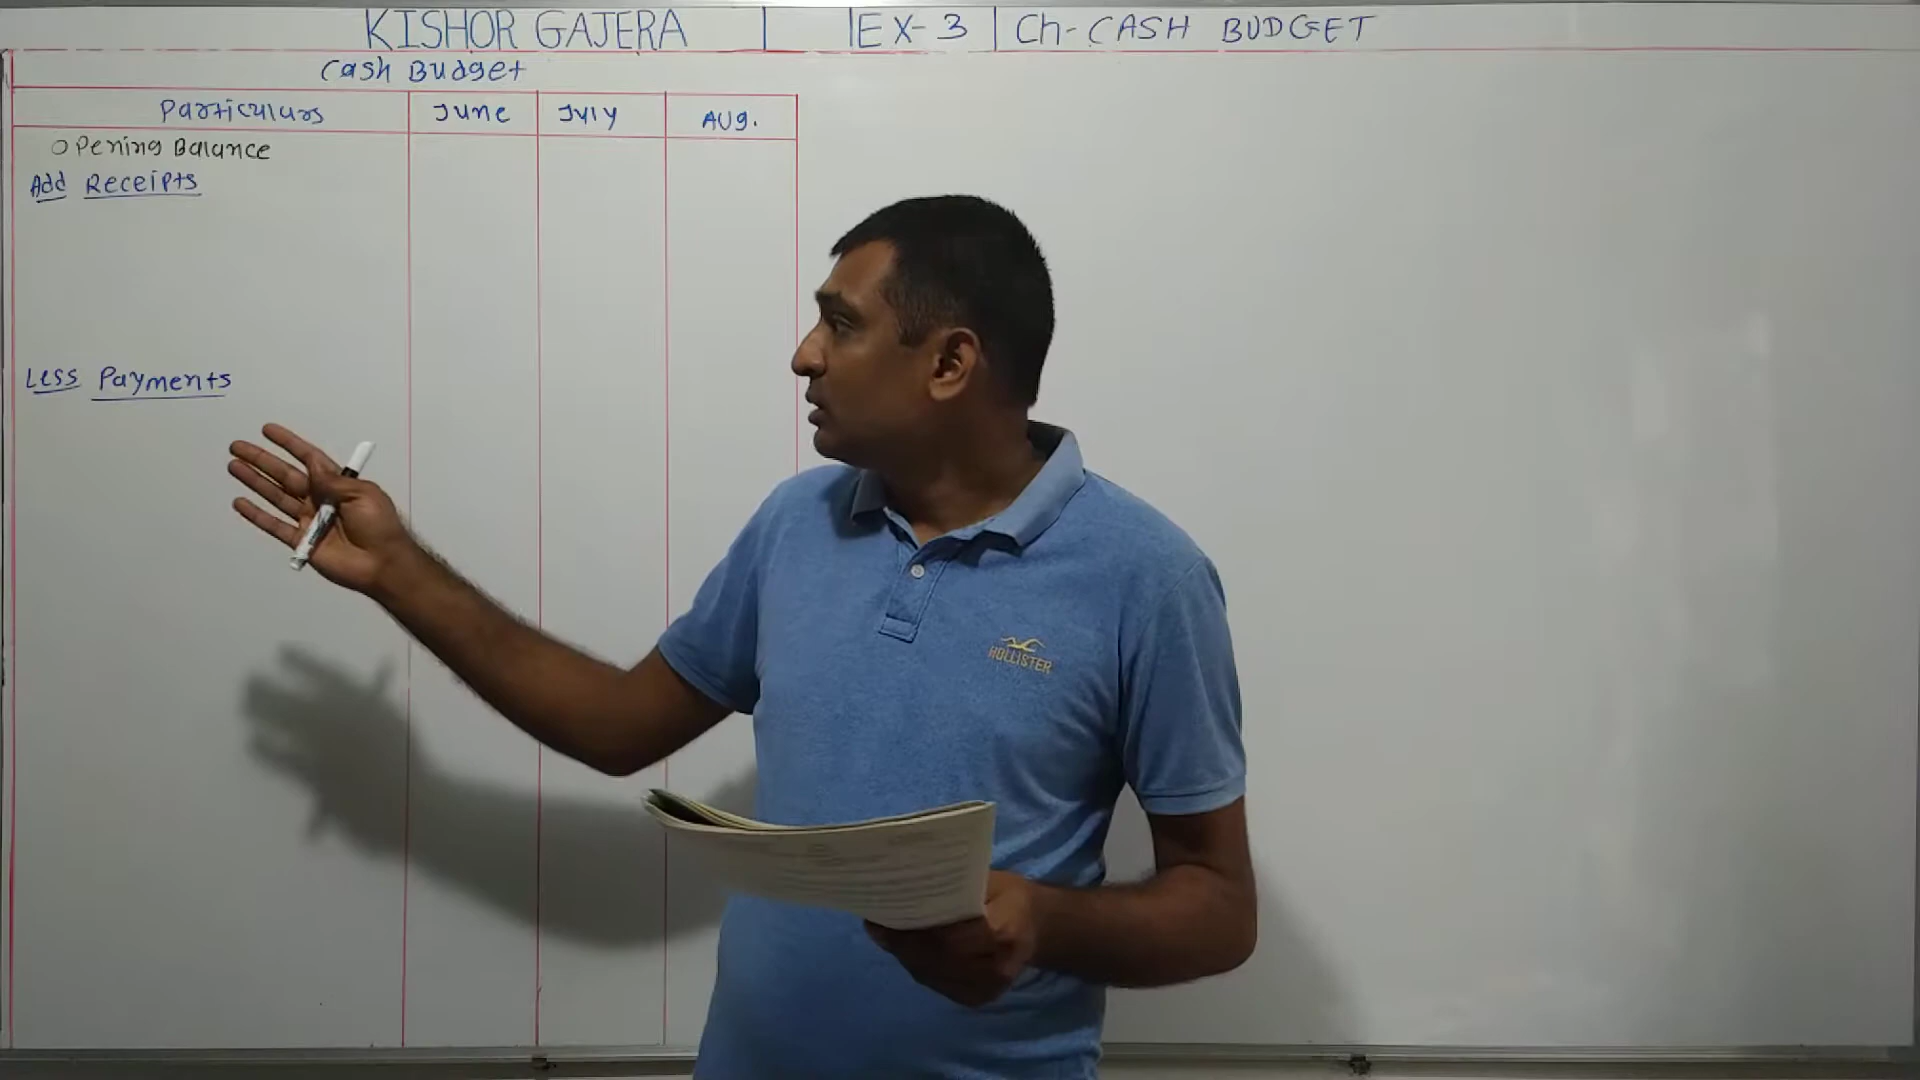 KISHOR GAJERA | EX-3 | Ch-CASH BUDGET
Cash Budget
Particulars June July AUG.
Opening Balance
Add Receipts
Less Payments
HOLLISTER